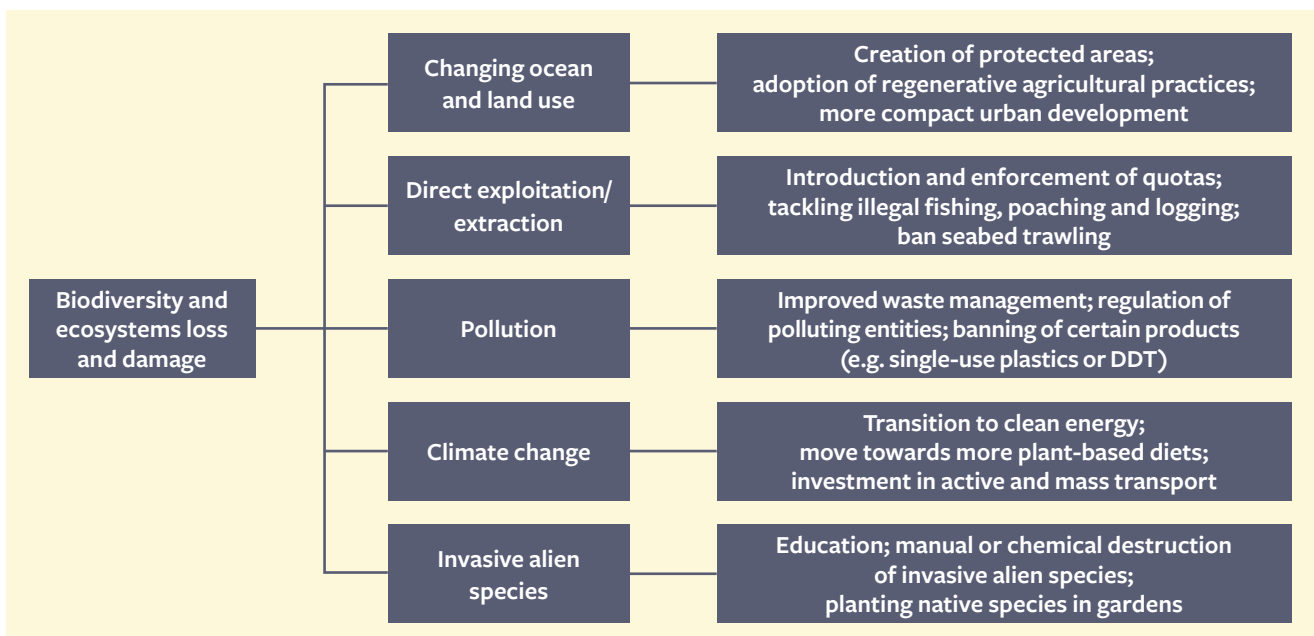 Biodiversity and
ecosystems loss
and damage
Changing ocean
and land use
Creation of protected areas;
adoption of regenerative agricultural practices;
more compact urban development
Direct exploitation/
extraction
Introduction and enforcement of quotas;
tackling illegal fishing, poaching and logging;
ban seabed trawling
Pollution
Improved waste management; regulation of
polluting entities; banning of certain products
(e.g. single-use plastics or DDT)
Climate change
Transition to clean energy;
move towards more plant-based diets;
investment in active and mass transport
Invasive alien
species
Education; manual or chemical destruction
of invasive alien species;
planting native species in gardens